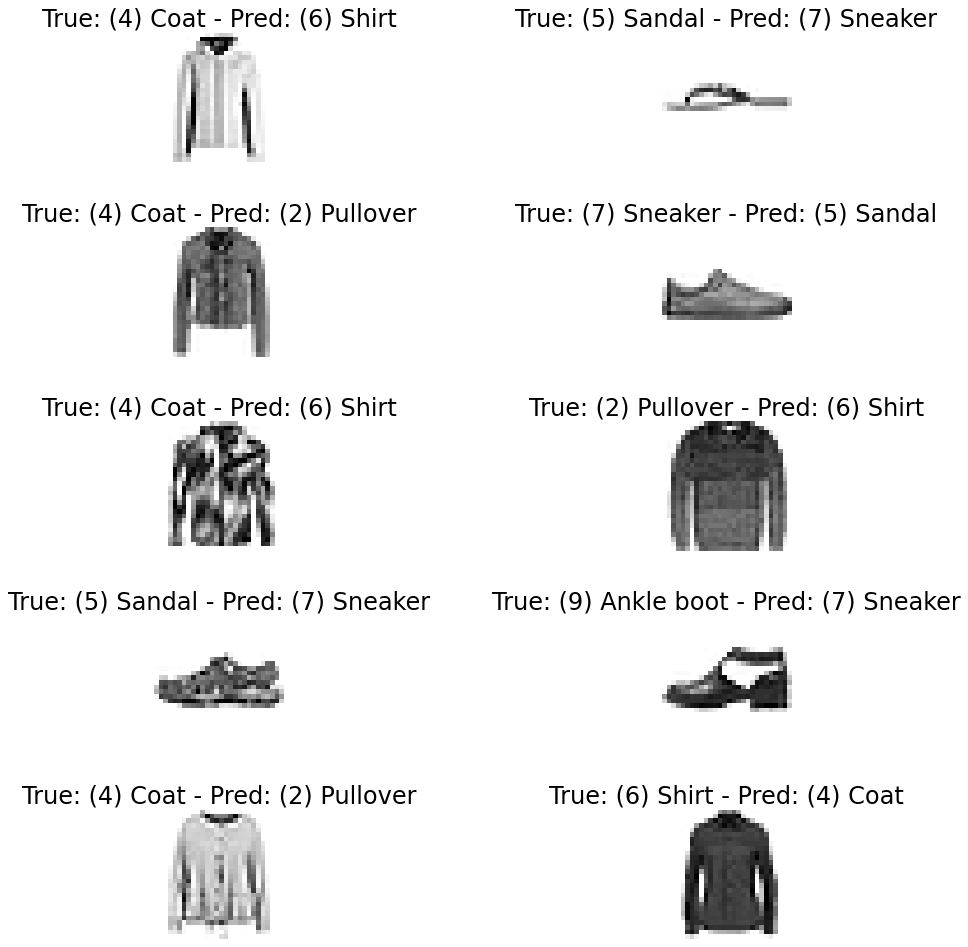 True: (4) Coat - Pred: (6) Shirt
True: (5) Sandal - Pred: (7) Sneaker
True: (4) Coat - Pred: (2) Pullover
True: (7) Sneaker - Pred: (5) Sandal
True: (4) Coat - Pred: (6) Shirt
True: (2) Pullover - Pred: (6) Shirt
True: (5) Sandal - Pred: (7) Sneaker
True: (9) Ankle boot - Pred: (7) Sneaker
True: (4) Coat - Pred: (2) Pullover
True: (6) Shirt - Pred: (4) Coat